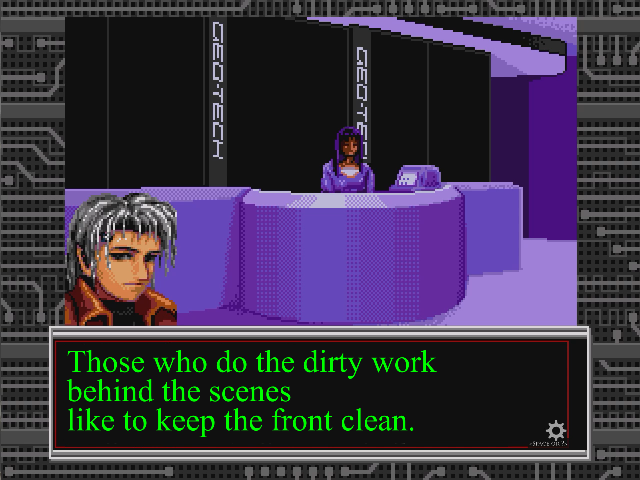 GEO-TECH
GEO-TECH
Those who do the dirty work
behind the scenes
like to keep the front clean.